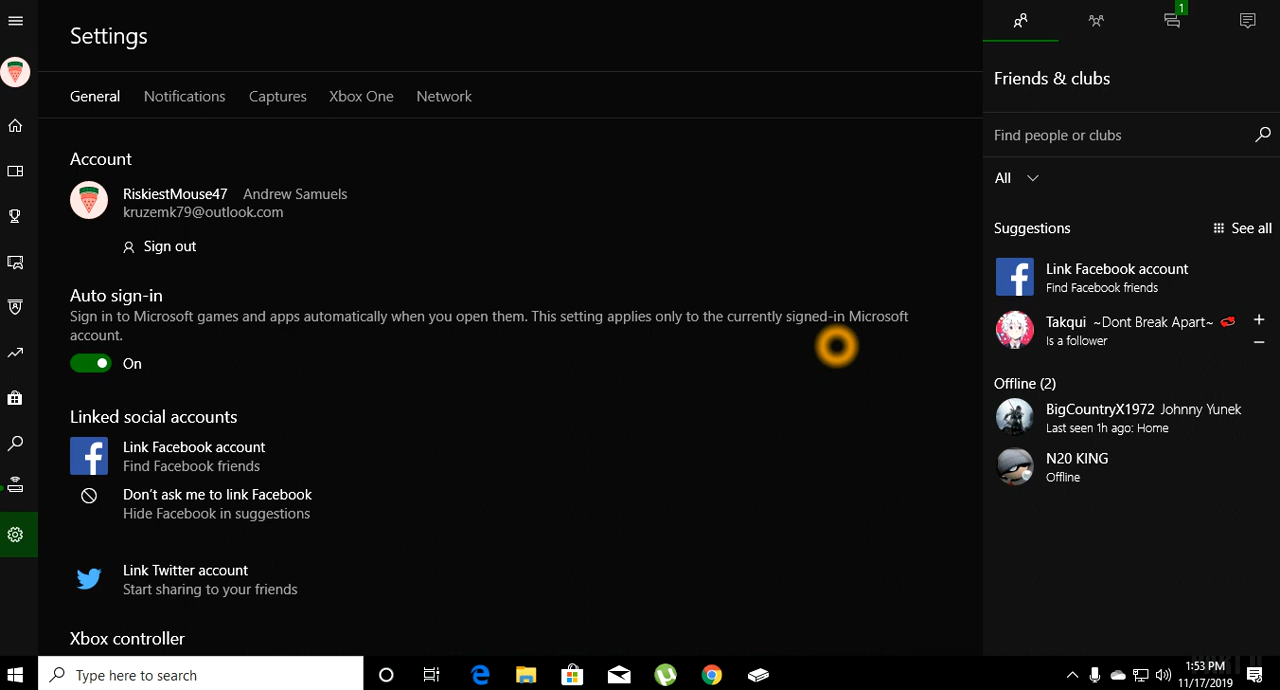 Settings
General Notifications Captures Xbox One Network
Account
RiskiestMouse47 Andrew Samuels
kruzemk79@outlook.com
Sign out
Auto sign-in
Sign in to Microsoft games and apps automatically when you open them. This setting applies only to the currently signed-in Microsoft
account.
On
Linked social accounts
Link Facebook account
Find Facebook friends
Don't ask me to link Facebook
Hide Facebook in suggestions
Link Twitter account
Start sharing to your friends
Xbox controller
1
Friends & clubs
Find people or clubs
All
Suggestions See all
Link Facebook account
Find Facebook friends
Takqui ~Dont Break Apart~
Is a follower
Offline (2)
BigCountryX1972 Johnny Yunek
Last seen 1h ago: Home
N20 KING
Offline
Type here to search
1:53 PM
11/17/2019